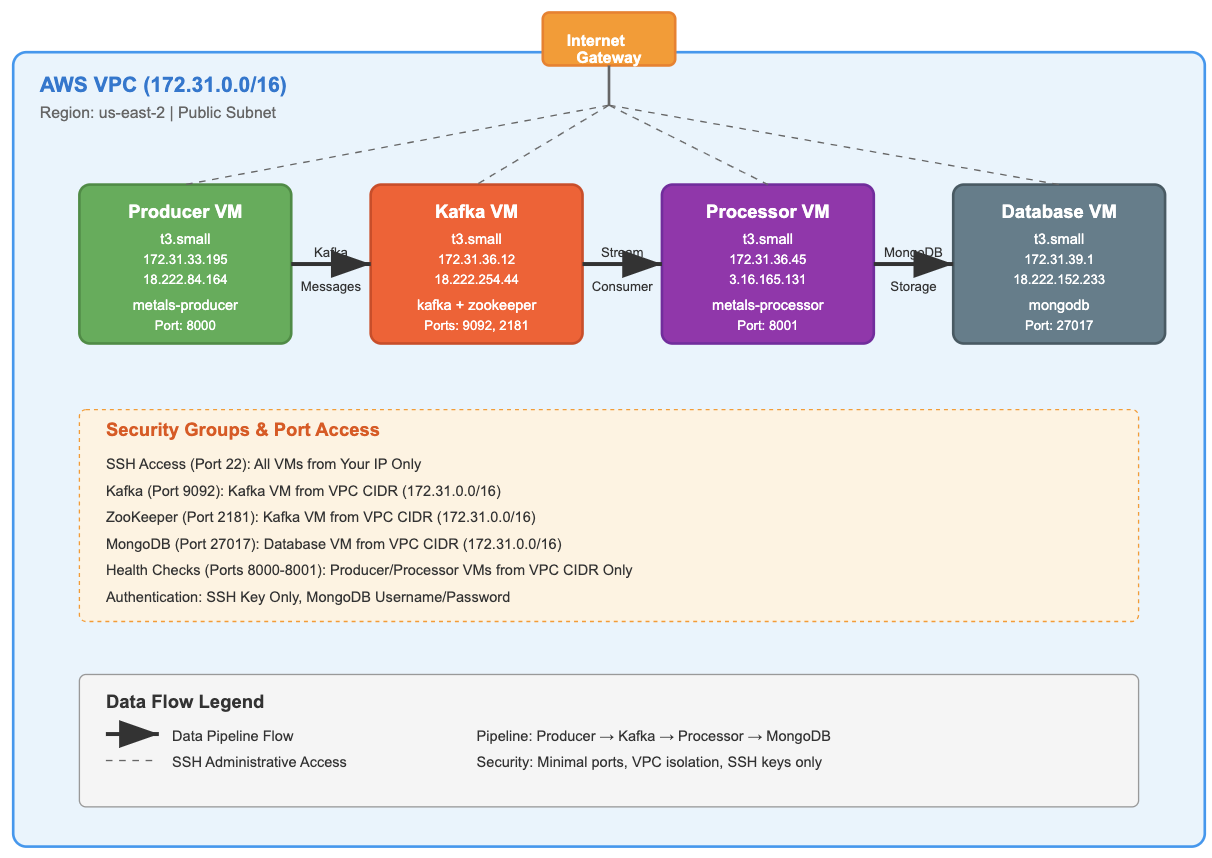 Internet
Gateway
AWS VPC (172.31.0.0/16)
Region: us-east-2 | Public Subnet
Producer VM
t3.small
172.31.33.195
18.222.84.164
metals-producer
Port: 8000
Kafka
Messages
Kafka VM
t3.small
172.31.36.12
18.222.254.44
kafka + zookeeper
Ports: 9092, 2181
Stream
Consumer
Processor VM
t3.small
172.31.36.45
3.16.165.131
metals-processor
Port: 8001
MongoDB
Storage
Database VM
t3.small
172.31.39.1
18.222.152.233
mongodb
Port: 27017
Security Groups & Port Access
SSH Access (Port 22): All VMs from Your IP Only
Kafka (Port 9092): Kafka VM from VPC CIDR (172.31.0.0/16)
ZooKeeper (Port 2181): Kafka VM from VPC CIDR (172.31.0.0/16)
MongoDB (Port 27017): Database VM from VPC CIDR (172.31.0.0/16)
Health Checks (Ports 8000-8001): Producer/Processor VMs from VPC CIDR Only
Authentication: SSH Key Only, MongoDB Username/Password
Data Flow Legend
Data Pipeline Flow
SSH Administrative Access
Pipeline: Producer → Kafka → Processor → MongoDB
Security: Minimal ports, VPC isolation, SSH keys only